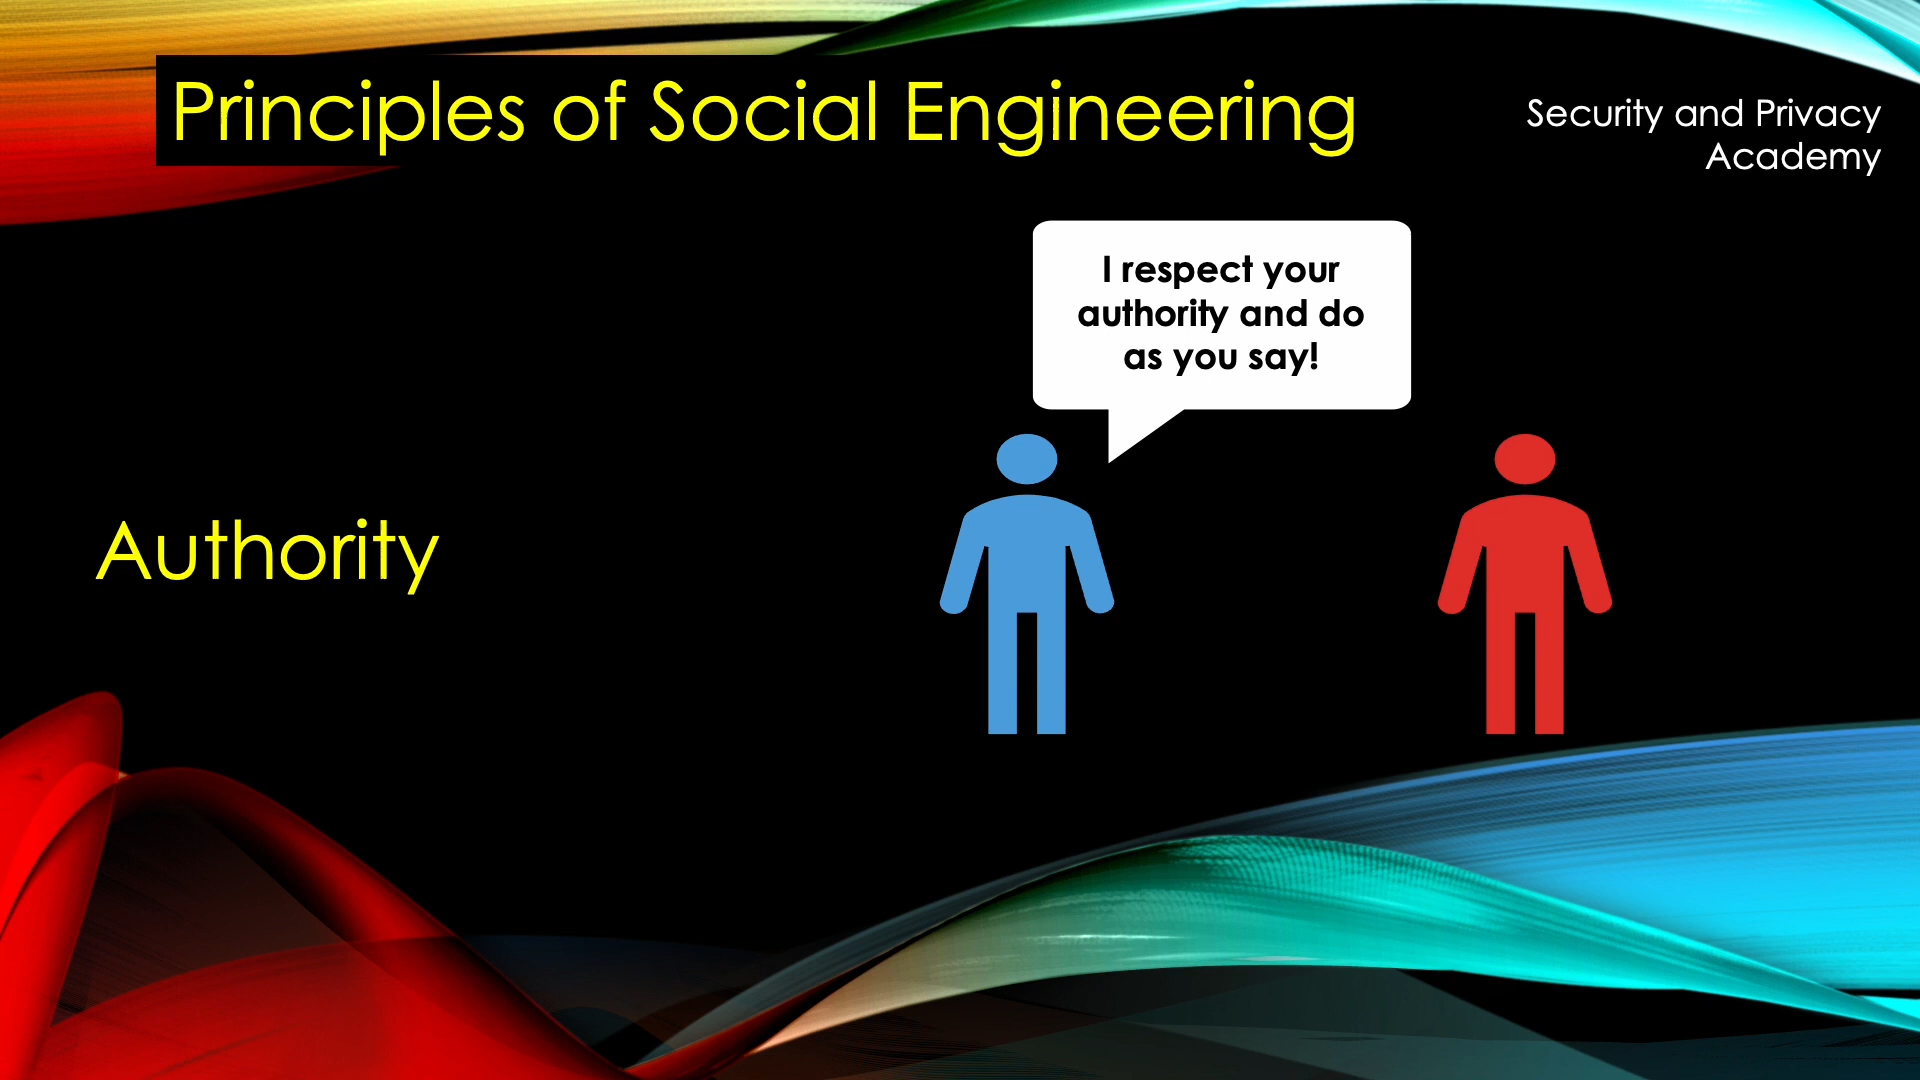 Principles of Social Engineering
Security and Privacy
Academy
I respect your
authority and do
as you say!
Authority